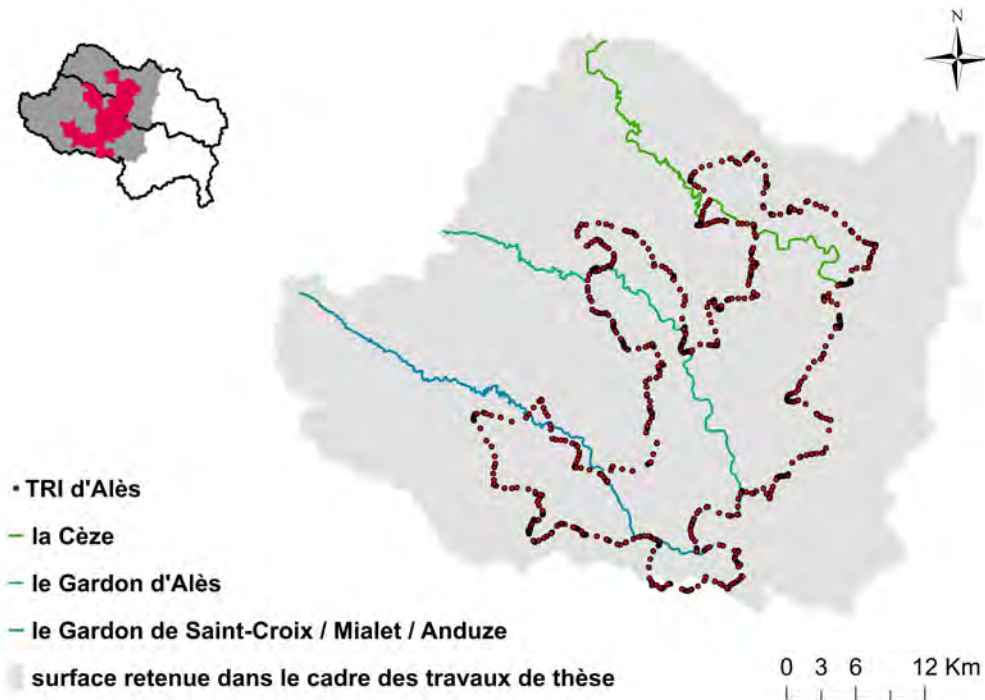 N
TRI d'Alès
la Cèze
le Gardon d'Alès
le Gardon de Saint-Croix / Mialet / Anduze
surface retenue dans le cadre des travaux de thèse
0 3 6 12 Km